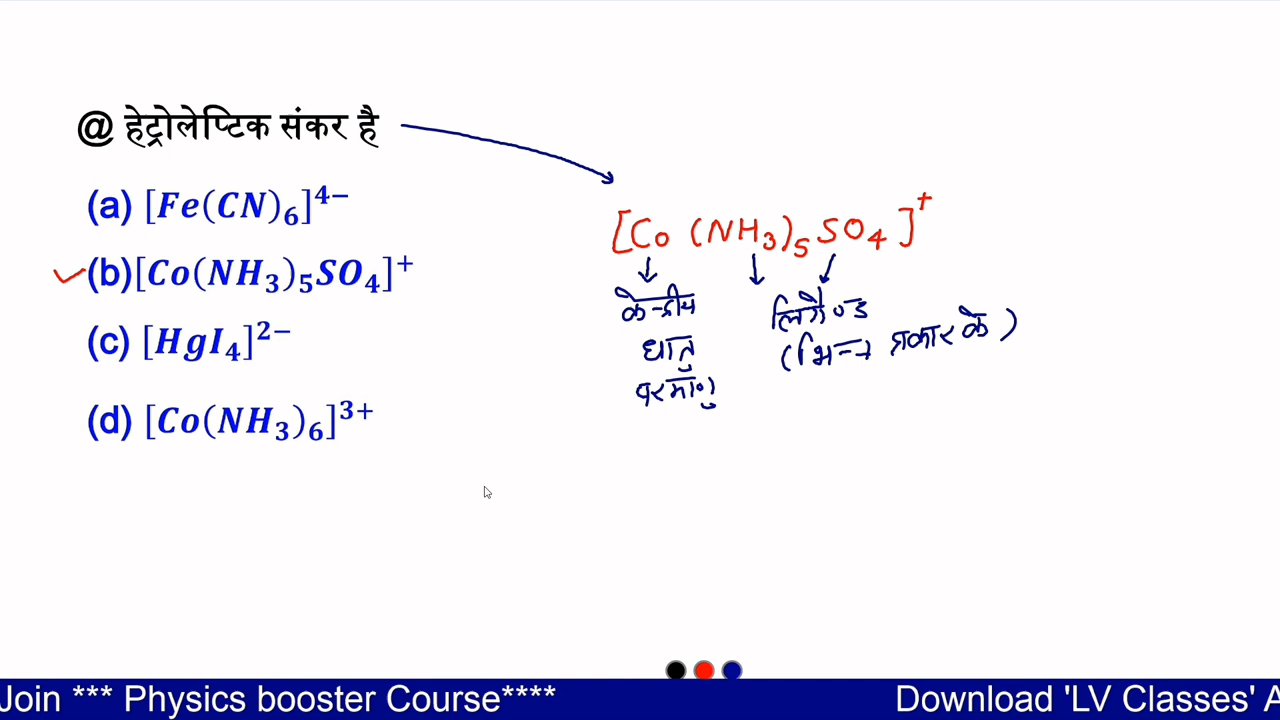 @ हेट्रोलेप्टिक संकर है
(a) [Fe(CN)₆]⁴⁻
(b)[Co(NH₃)₅SO₄]⁺
(c) [HgI₄]²⁻
(d) [Co(NH₃)₆]³⁺
[Co (NH₃)₅ SO₄]⁺
केन्द्रीय
धातु
परमाणु
लिगैण्ड
(भिन्न प्रकार के)
Join *** Physics booster Course****
Download 'LV Classes' A